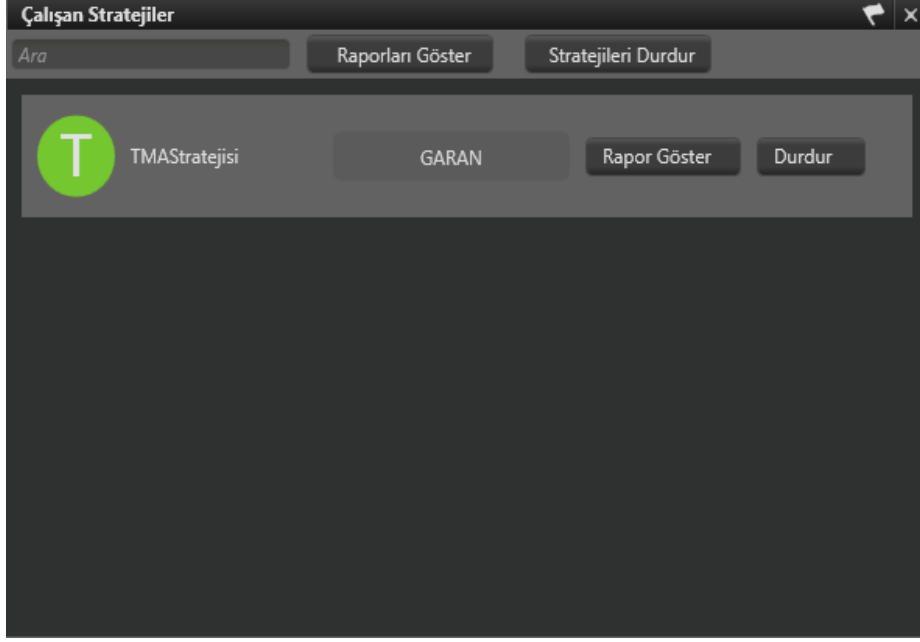 Çalışan Stratejiler
Ara Raporları Göster Stratejileri Durdur
T TMAStratejisi GARAN Rapor Göster Durdur